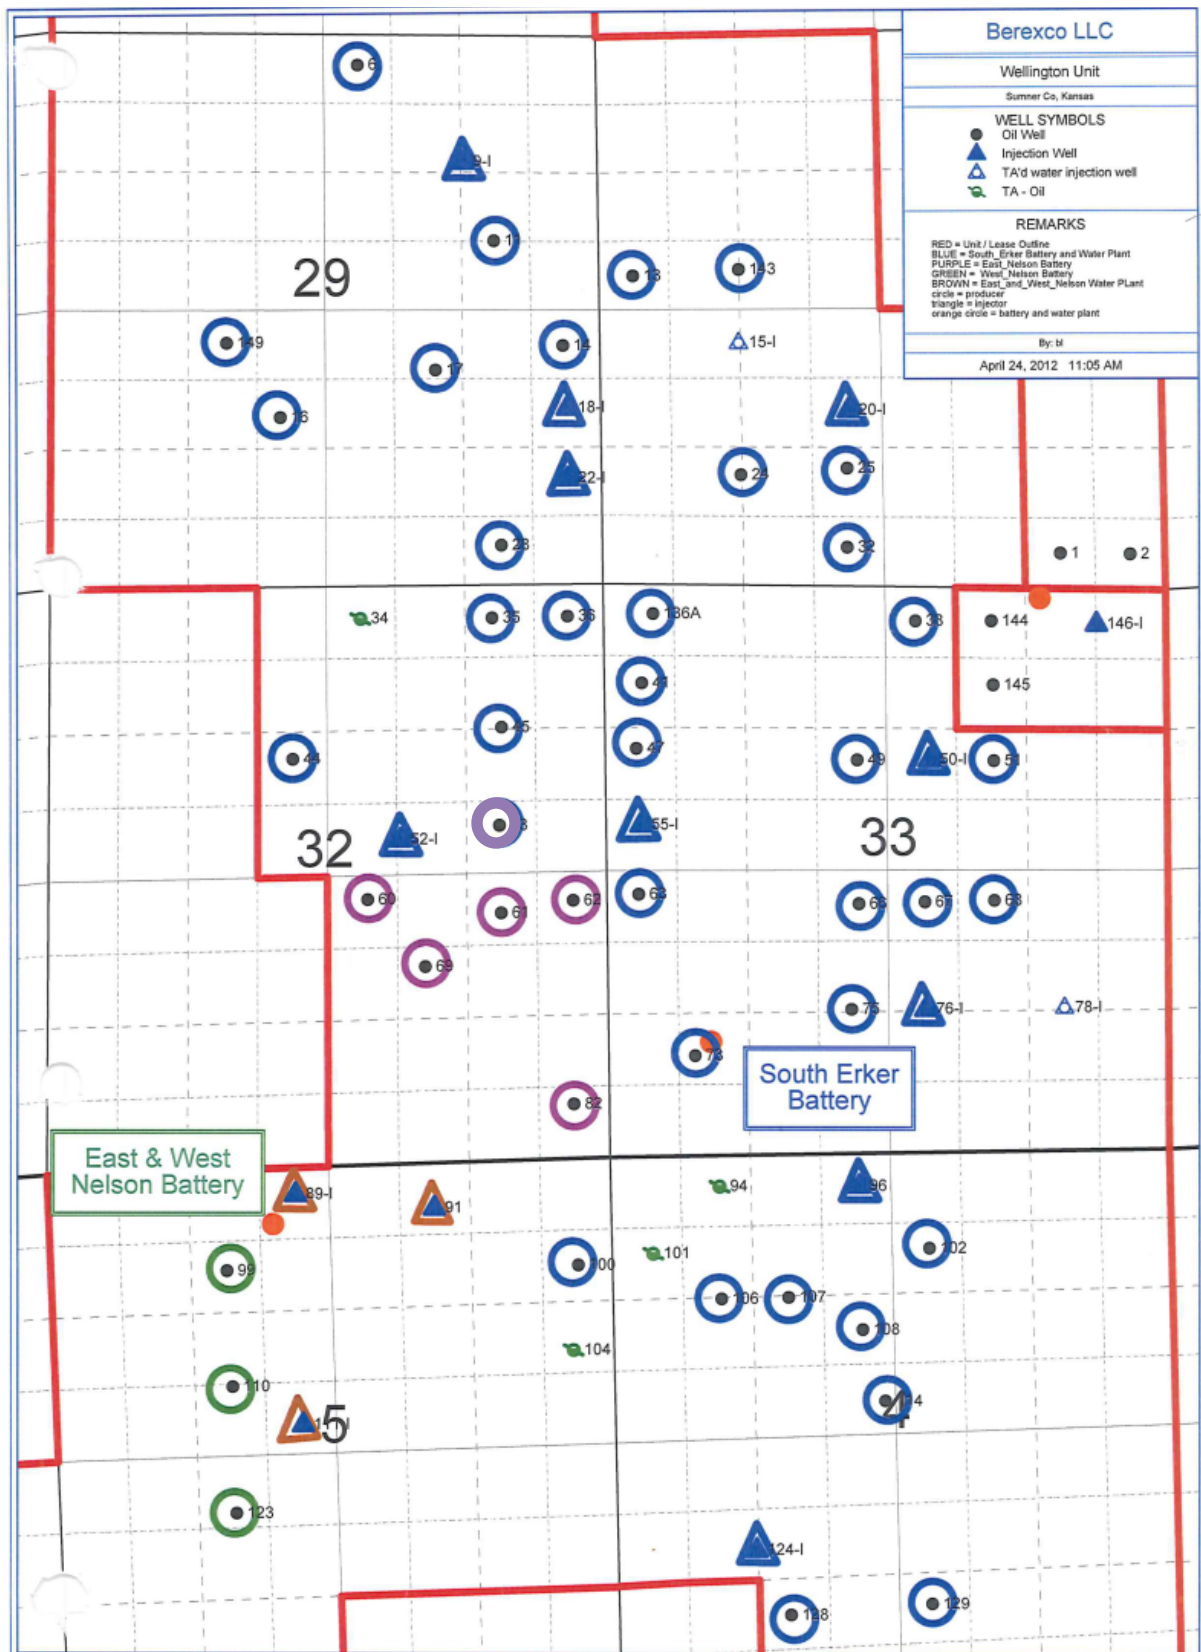 Berexco LLC
Wellington Unit
Sumner Co, Kansas
WELL SYMBOLS
Oil Well
Injection Well
TA'd water injection well
TA - Oil
REMARKS
RED = Unit / Lease Outline
BLUE = South_Erker Battery and Water Plant
PURPLE = East_Nelson Battery
GREEN = West_Nelson Battery
BROWN = East_and_West_Nelson Water PLant
circle = producer
triangle = injector
orange circle = battery and water plant
By: bl
April 24, 2012 11:05 AM
6
9-I
11
29
13
143
149
17
14
15-I
16
18-I
20-I
22-I
24
25
28
32
1
2
34
35
36
136A
38
144
146-I
41
145
45
47
44
49
50-I
51
3
52-I
32
55-I
33
60
61
62
63
66
67
68
69
75
76-I
78-I
73
South Erker
Battery
82
East & West
Nelson Battery
89-I
91
94
96
99
100
101
102
106
107
108
104
110
5
4
123
124-I
128
129